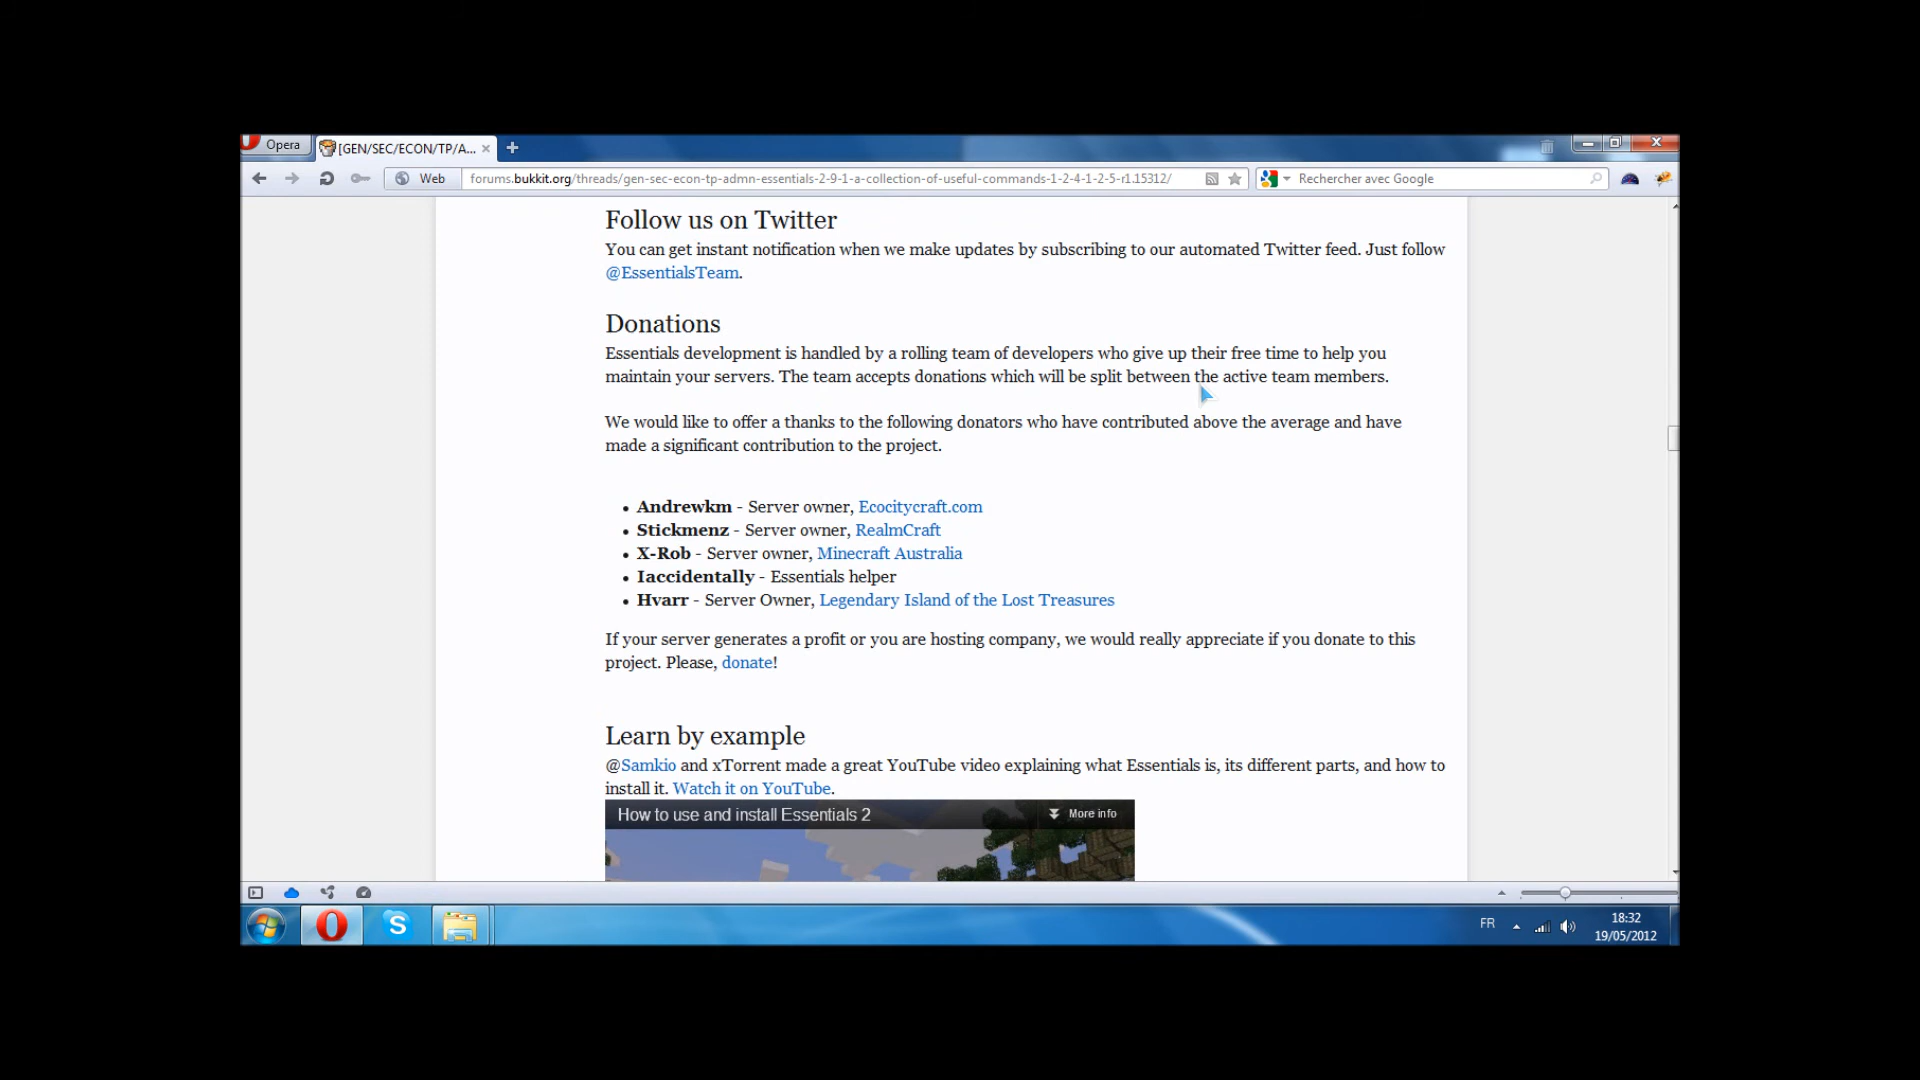 Opera
[GEN/SEC/ECON/TP/A...
Web
forums.bukkit.org/threads/gen-sec-econ-tp-admn-essentials-2-9-1-a-collection-of-useful-commands-1-2-4-1-2-5-r1.15312/
Rechercher avec Google
Follow us on Twitter
You can get instant notification when we make updates by subscribing to our automated Twitter feed. Just follow
@EssentialsTeam.
Donations
Essentials development is handled by a rolling team of developers who give up their free time to help you
maintain your servers. The team accepts donations which will be split between the active team members.
We would like to offer a thanks to the following donators who have contributed above the average and have
made a significant contribution to the project.
• Andrewkm - Server owner, Ecocitycraft.com
• Stickmenz - Server owner, RealmCraft
• X-Rob - Server owner, Minecraft Australia
• Iaccidentally - Essentials helper
• Hvarr - Server Owner, Legendary Island of the Lost Treasures
If your server generates a profit or you are hosting company, we would really appreciate if you donate to this
project. Please, donate!
Learn by example
@Samkio and xTorrent made a great YouTube video explaining what Essentials is, its different parts, and how to
install it. Watch it on YouTube.
How to use and install Essentials 2
More info
FR
18:32
19/05/2012